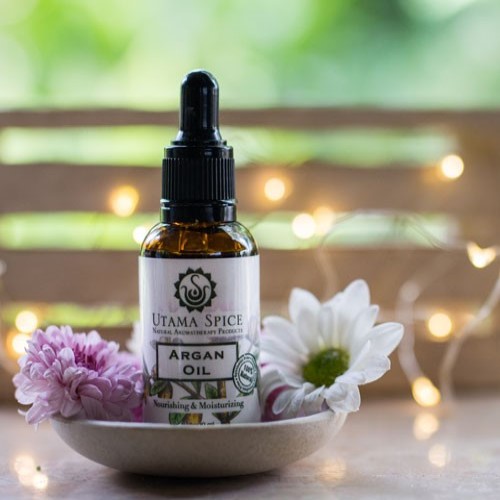 UTAMA SPICE
NATURAL AROMATHERAPY PRODUCTS
ARGAN
OIL
Nourishing & Moisturizing